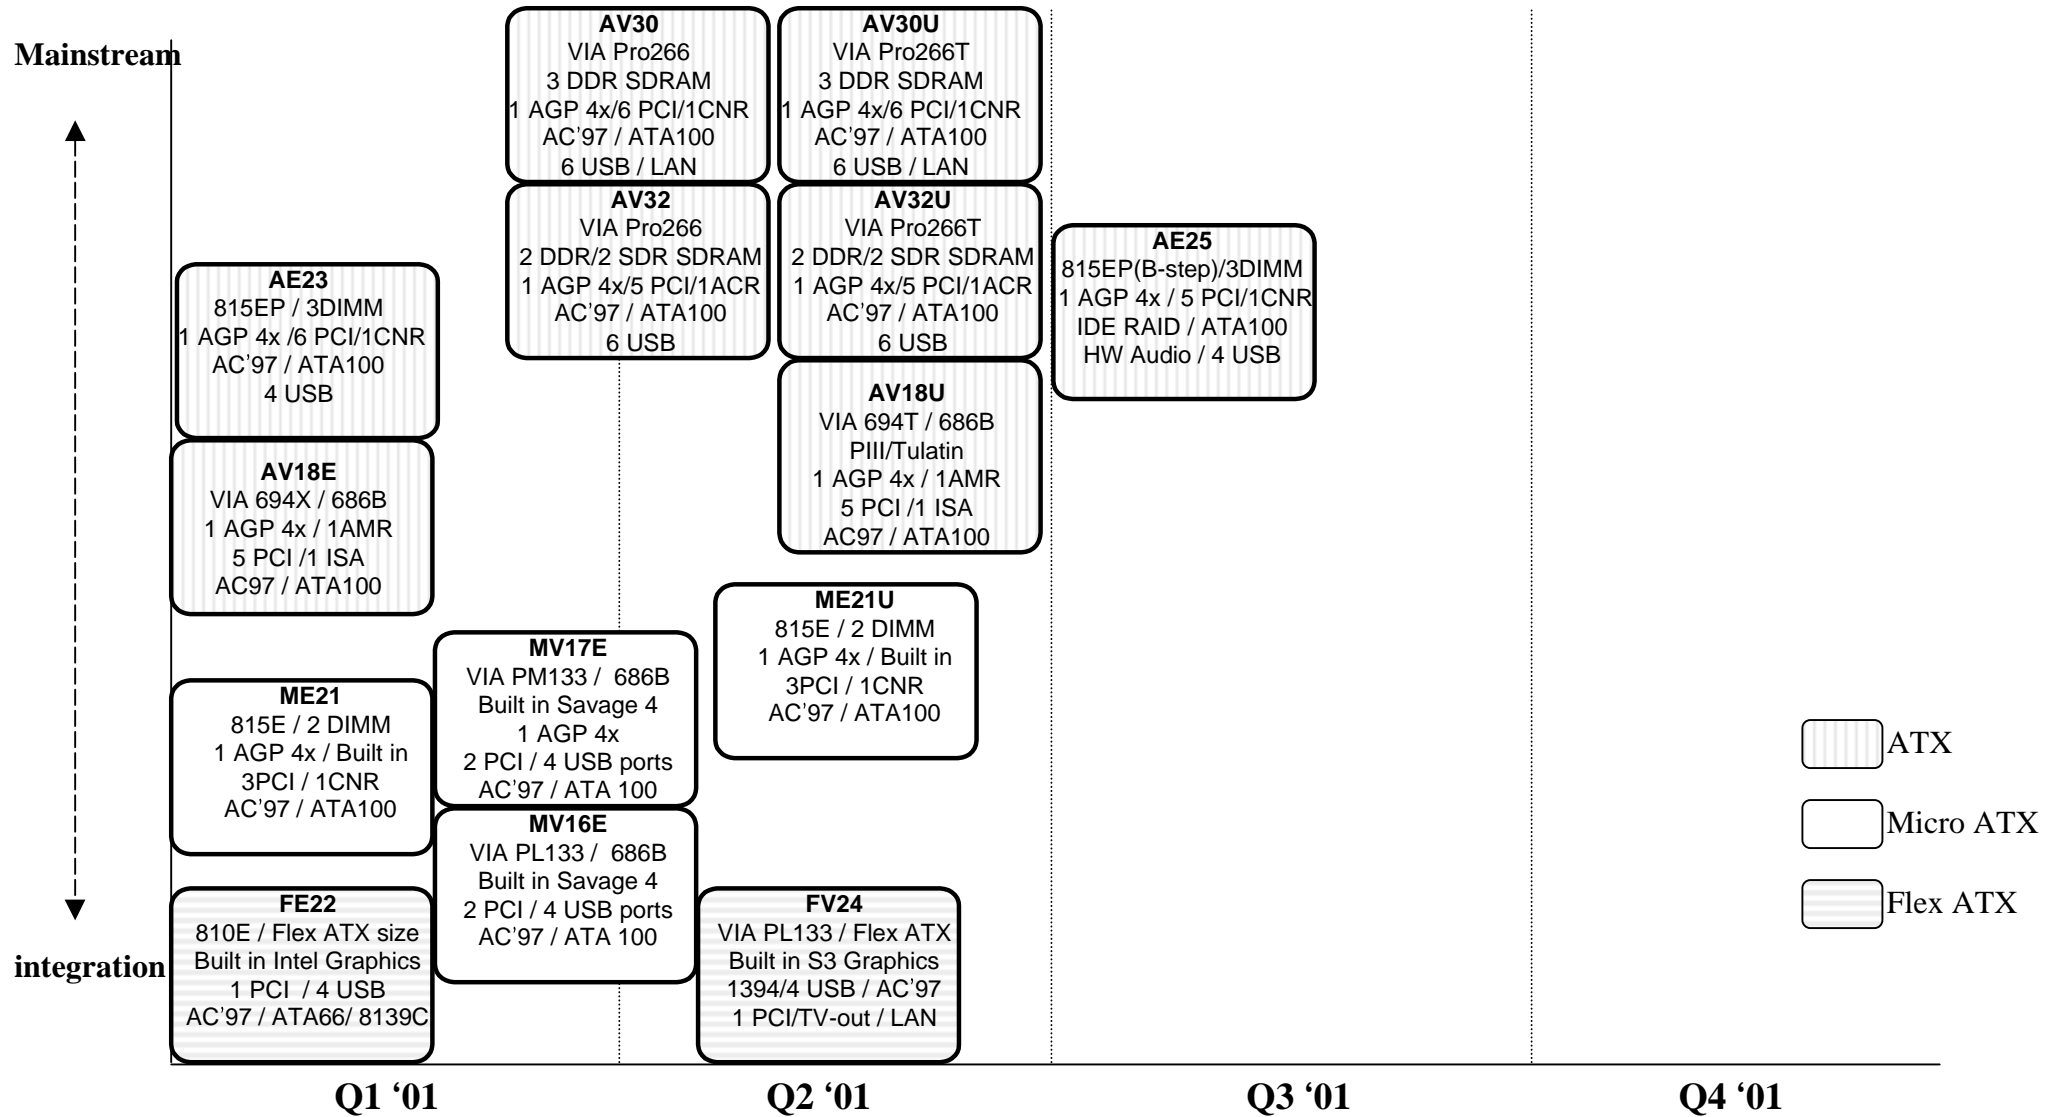 Mainstream
integration
AV30
VIA Pro266
3 DDR SDRAM
1 AGP 4x/6 PCI/1CNR
AC’97 / ATA100
6 USB / LAN
AV30U
VIA Pro266T
3 DDR SDRAM
1 AGP 4x/6 PCI/1CNR
AC’97 / ATA100
6 USB / LAN
AV32
VIA Pro266
2 DDR/2 SDR SDRAM
1 AGP 4x/5 PCI/1ACR
AC’97 / ATA100
6 USB
AV32U
VIA Pro266T
2 DDR/2 SDR SDRAM
1 AGP 4x/5 PCI/1ACR
AC’97 / ATA100
6 USB
AE25
815EP(B-step)/3DIMM
1 AGP 4x / 5 PCI/1CNR
IDE RAID / ATA100
HW Audio / 4 USB
AE23
815EP / 3DIMM
1 AGP 4x /6 PCI/1CNR
AC’97 / ATA100
4 USB
AV18U
VIA 694T / 686B
PIII/Tulatin
1 AGP 4x / 1AMR
5 PCI /1 ISA
AC97 / ATA100
AV18E
VIA 694X / 686B
1 AGP 4x / 1AMR
5 PCI /1 ISA
AC97 / ATA100
ME21U
815E / 2 DIMM
1 AGP 4x / Built in
3PCI / 1CNR
AC’97 / ATA100
MV17E
VIA PM133 /  686B
Built in Savage 4
1 AGP 4x
2 PCI / 4 USB ports
AC’97 / ATA 100
ME21
815E / 2 DIMM
1 AGP 4x / Built in
3PCI / 1CNR
AC’97 / ATA100
MV16E
VIA PL133 /  686B
Built in Savage 4
2 PCI / 4 USB ports
AC’97 / ATA 100
FE22
810E / Flex ATX size
Built in Intel Graphics
1 PCI  / 4 USB
AC’97 / ATA66/ 8139C
FV24
VIA PL133 / Flex ATX
Built in S3 Graphics
1394/4 USB / AC’97
1 PCI/TV-out / LAN
ATX
Micro ATX
Flex ATX
Q1 ‘01
Q2 ‘01
Q3 ‘01
Q4 ‘01